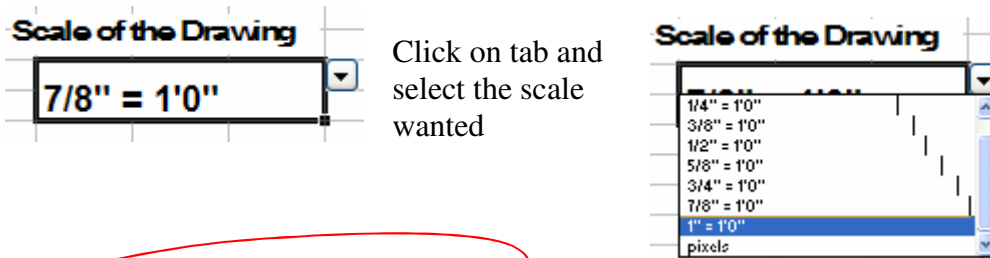 Scale of the Drawing
7/8" = 1'0"
Click on tab and
select the scale
wanted
Scale of the Drawing
1/4" = 1'0"
3/8" = 1'0"
1/2" = 1'0"
5/8" = 1'0"
3/4" = 1'0"
7/8" = 1'0"
1" = 1'0"
pixels